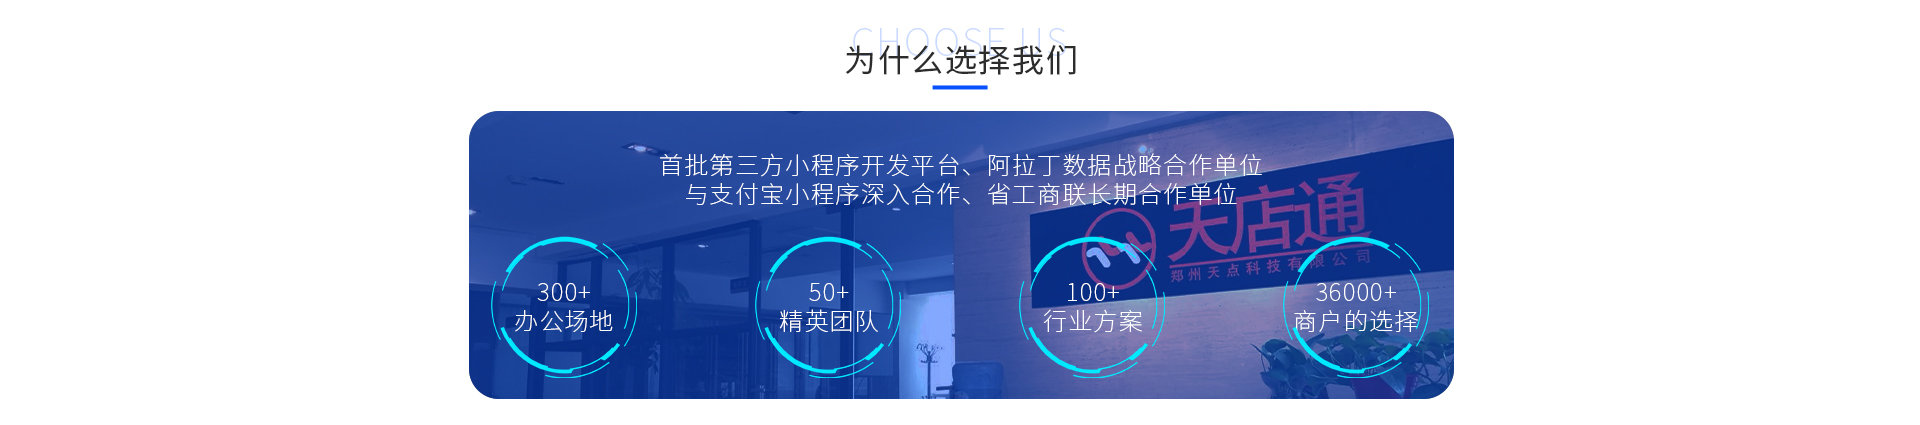 CHOOSE US
为什么选择我们
首批第三方小程序开发平台、阿拉丁数据战略合作单位
与支付宝小程序深入合作、省工商联长期合作单位
天店通
郑州天点科技有限公司
300+
办公场地
50+
精英团队
100+
行业方案
36000+
商户的选择